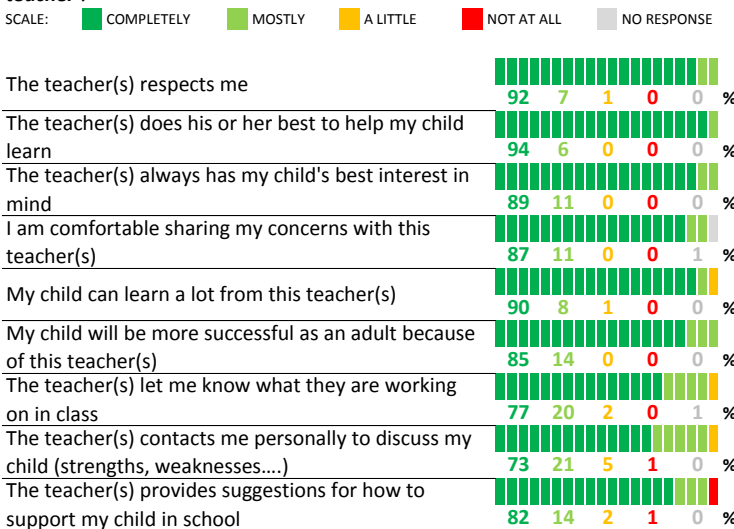 teacher?
SCALE: COMPLETELY MOSTLY A LITTLE NOT AT ALL NO RESPONSE
The teacher(s) respects me
92 7 1 0 0 %
The teacher(s) does his or her best to help my child
learn
94 6 0 0 0 %
The teacher(s) always has my child's best interest in
mind
89 11 0 0 0 %
I am comfortable sharing my concerns with this
teacher(s)
87 11 0 0 1 %
My child can learn a lot from this teacher(s)
90 8 1 0 0 %
My child will be more successful as an adult because
of this teacher(s)
85 14 0 0 0 %
The teacher(s) let me know what they are working
on in class
77 20 2 0 1 %
The teacher(s) contacts me personally to discuss my
child (strengths, weaknesses....)
73 21 5 1 0 %
The teacher(s) provides suggestions for how to
support my child in school
82 14 2 1 0 %